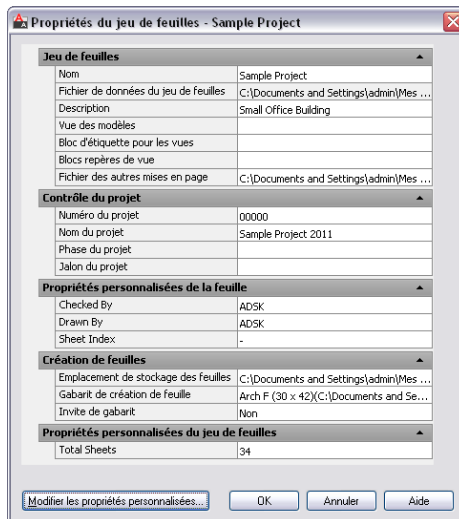 Propriétés du jeu de feuilles - Sample Project
Jeu de feuilles
Nom Sample Project
Fichier de données du jeu de feuilles C:\Documents and Settings\admin\Mes ...
Description Small Office Building
Vue des modèles
Bloc d'étiquette pour les vues
Blocs repères de vue
Fichier des autres mises en page C:\Documents and Settings\admin\Mes ...
Contrôle du projet
Numéro du projet 00000
Nom du projet Sample Project 2011
Phase du projet
Jalon du projet
Propriétés personnalisées de la feuille
Checked By ADSK
Drawn By ADSK
Sheet Index -
Création de feuilles
Emplacement de stockage des feuilles C:\Documents and Settings\admin\Mes ...
Gabarit de création de feuille Arch F (30 x 42)(C:\Documents and Se...
Invite de gabarit Non
Propriétés personnalisées du jeu de feuilles
Total Sheets 34
Modifier les propriétés personnalisées... OK Annuler Aide